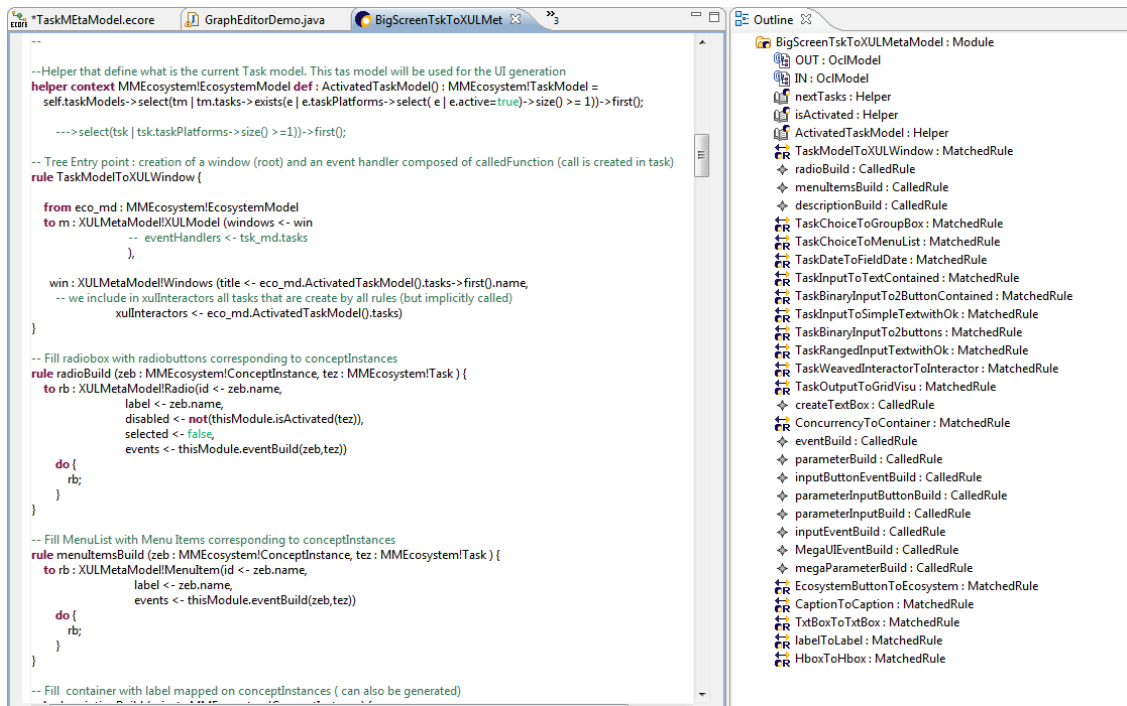 *TaskMEtaModel.ecore
GraphEditorDemo.java
BigScreenTskToXULMet
3
--
--Helper that define what is the current Task model. This tas model will be used for the UI generation
helper context MMEcosystem!EcosystemModel def : ActivatedTaskModel() : MMEcosystem!TaskModel =
self.taskModels->select(tm | tm.tasks->exists(e | e.taskPlatforms->select( e | e.active=true)->size() >= 1))->first();
--->select(tsk | tsk.taskPlatforms->size() >=1))->first();
-- Tree Entry point : creation of a window (root) and an event handler composed of calledFunction (call is created in task)
rule TaskModelToXULWindow {
from eco_md : MMEcosystem!EcosystemModel
to m : XULMetaModel!XULModel (windows <- win
-- eventHandlers <- tsk_md.tasks
),
win : XULMetaModel!Windows (title <- eco_md.ActivatedTaskModel().tasks->first().name,
-- we include in xulInteractors all tasks that are create by all rules (but implicitly called)
xulInteractors <- eco_md.ActivatedTaskModel().tasks)
}
-- Fill radiobox with radiobuttons corresponding to conceptInstances
rule radioBuild (zeb : MMEcosystem!ConceptInstance, tez : MMEcosystem!Task ) {
to rb : XULMetaModel!Radio(id <- zeb.name,
label <- zeb.name,
disabled <- not(thisModule.isActivated(tez)),
selected <- false,
events <- thisModule.eventBuild(zeb,tez))
do {
rb;
}
}
-- Fill MenuList with Menu Items corresponding to conceptInstances
rule menuItemsBuild (zeb : MMEcosystem!ConceptInstance, tez : MMEcosystem!Task ) {
to rb : XULMetaModel!MenuItem(id <- zeb.name,
label <- zeb.name,
events <- thisModule.eventBuild(zeb,tez))
do {
rb;
}
}
-- Fill  container with label mapped on conceptInstances ( can also be generated)
Outline
BigScreenTskToXULMetaModel : Module
OUT : OclModel
IN : OclModel
nextTasks : Helper
isActivated : Helper
ActivatedTaskModel : Helper
TaskModelToXULWindow : MatchedRule
radioBuild : CalledRule
menuItemsBuild : CalledRule
descriptionBuild : CalledRule
TaskChoiceToGroupBox : MatchedRule
TaskChoiceToMenuList : MatchedRule
TaskDateToFieldDate : MatchedRule
TaskInputToTextContained : MatchedRule
TaskBinaryInputTo2ButtonContained : MatchedRule
TaskInputToSimpleTextwithOk : MatchedRule
TaskBinaryInputTo2buttons : MatchedRule
TaskRangedInputTextwithOk : MatchedRule
TaskWeavedInteractorToInteractor : MatchedRule
TaskOutputToGridVisu : MatchedRule
createTextBox : CalledRule
ConcurrencyToContainer : MatchedRule
eventBuild : CalledRule
parameterBuild : CalledRule
inputButtonEventBuild : CalledRule
parameterInputButtonBuild : CalledRule
parameterInputBuild : CalledRule
inputEventBuild : CalledRule
MegaUIEventBuild : CalledRule
megaParameterBuild : CalledRule
EcosystemButtonToEcosystem : MatchedRule
CaptionToCaption : MatchedRule
TxtBoxToTxtBox : MatchedRule
labelToLabel : MatchedRule
HboxToHbox : MatchedRule